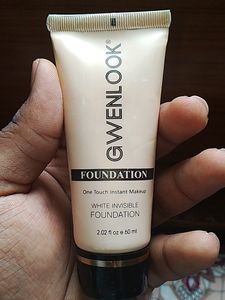 GWENLOOK®
FOUNDATION
One Touch Instant Makeup
WHITE INVISIBLE
FOUNDATION
2.02 fl oz e 60 ml